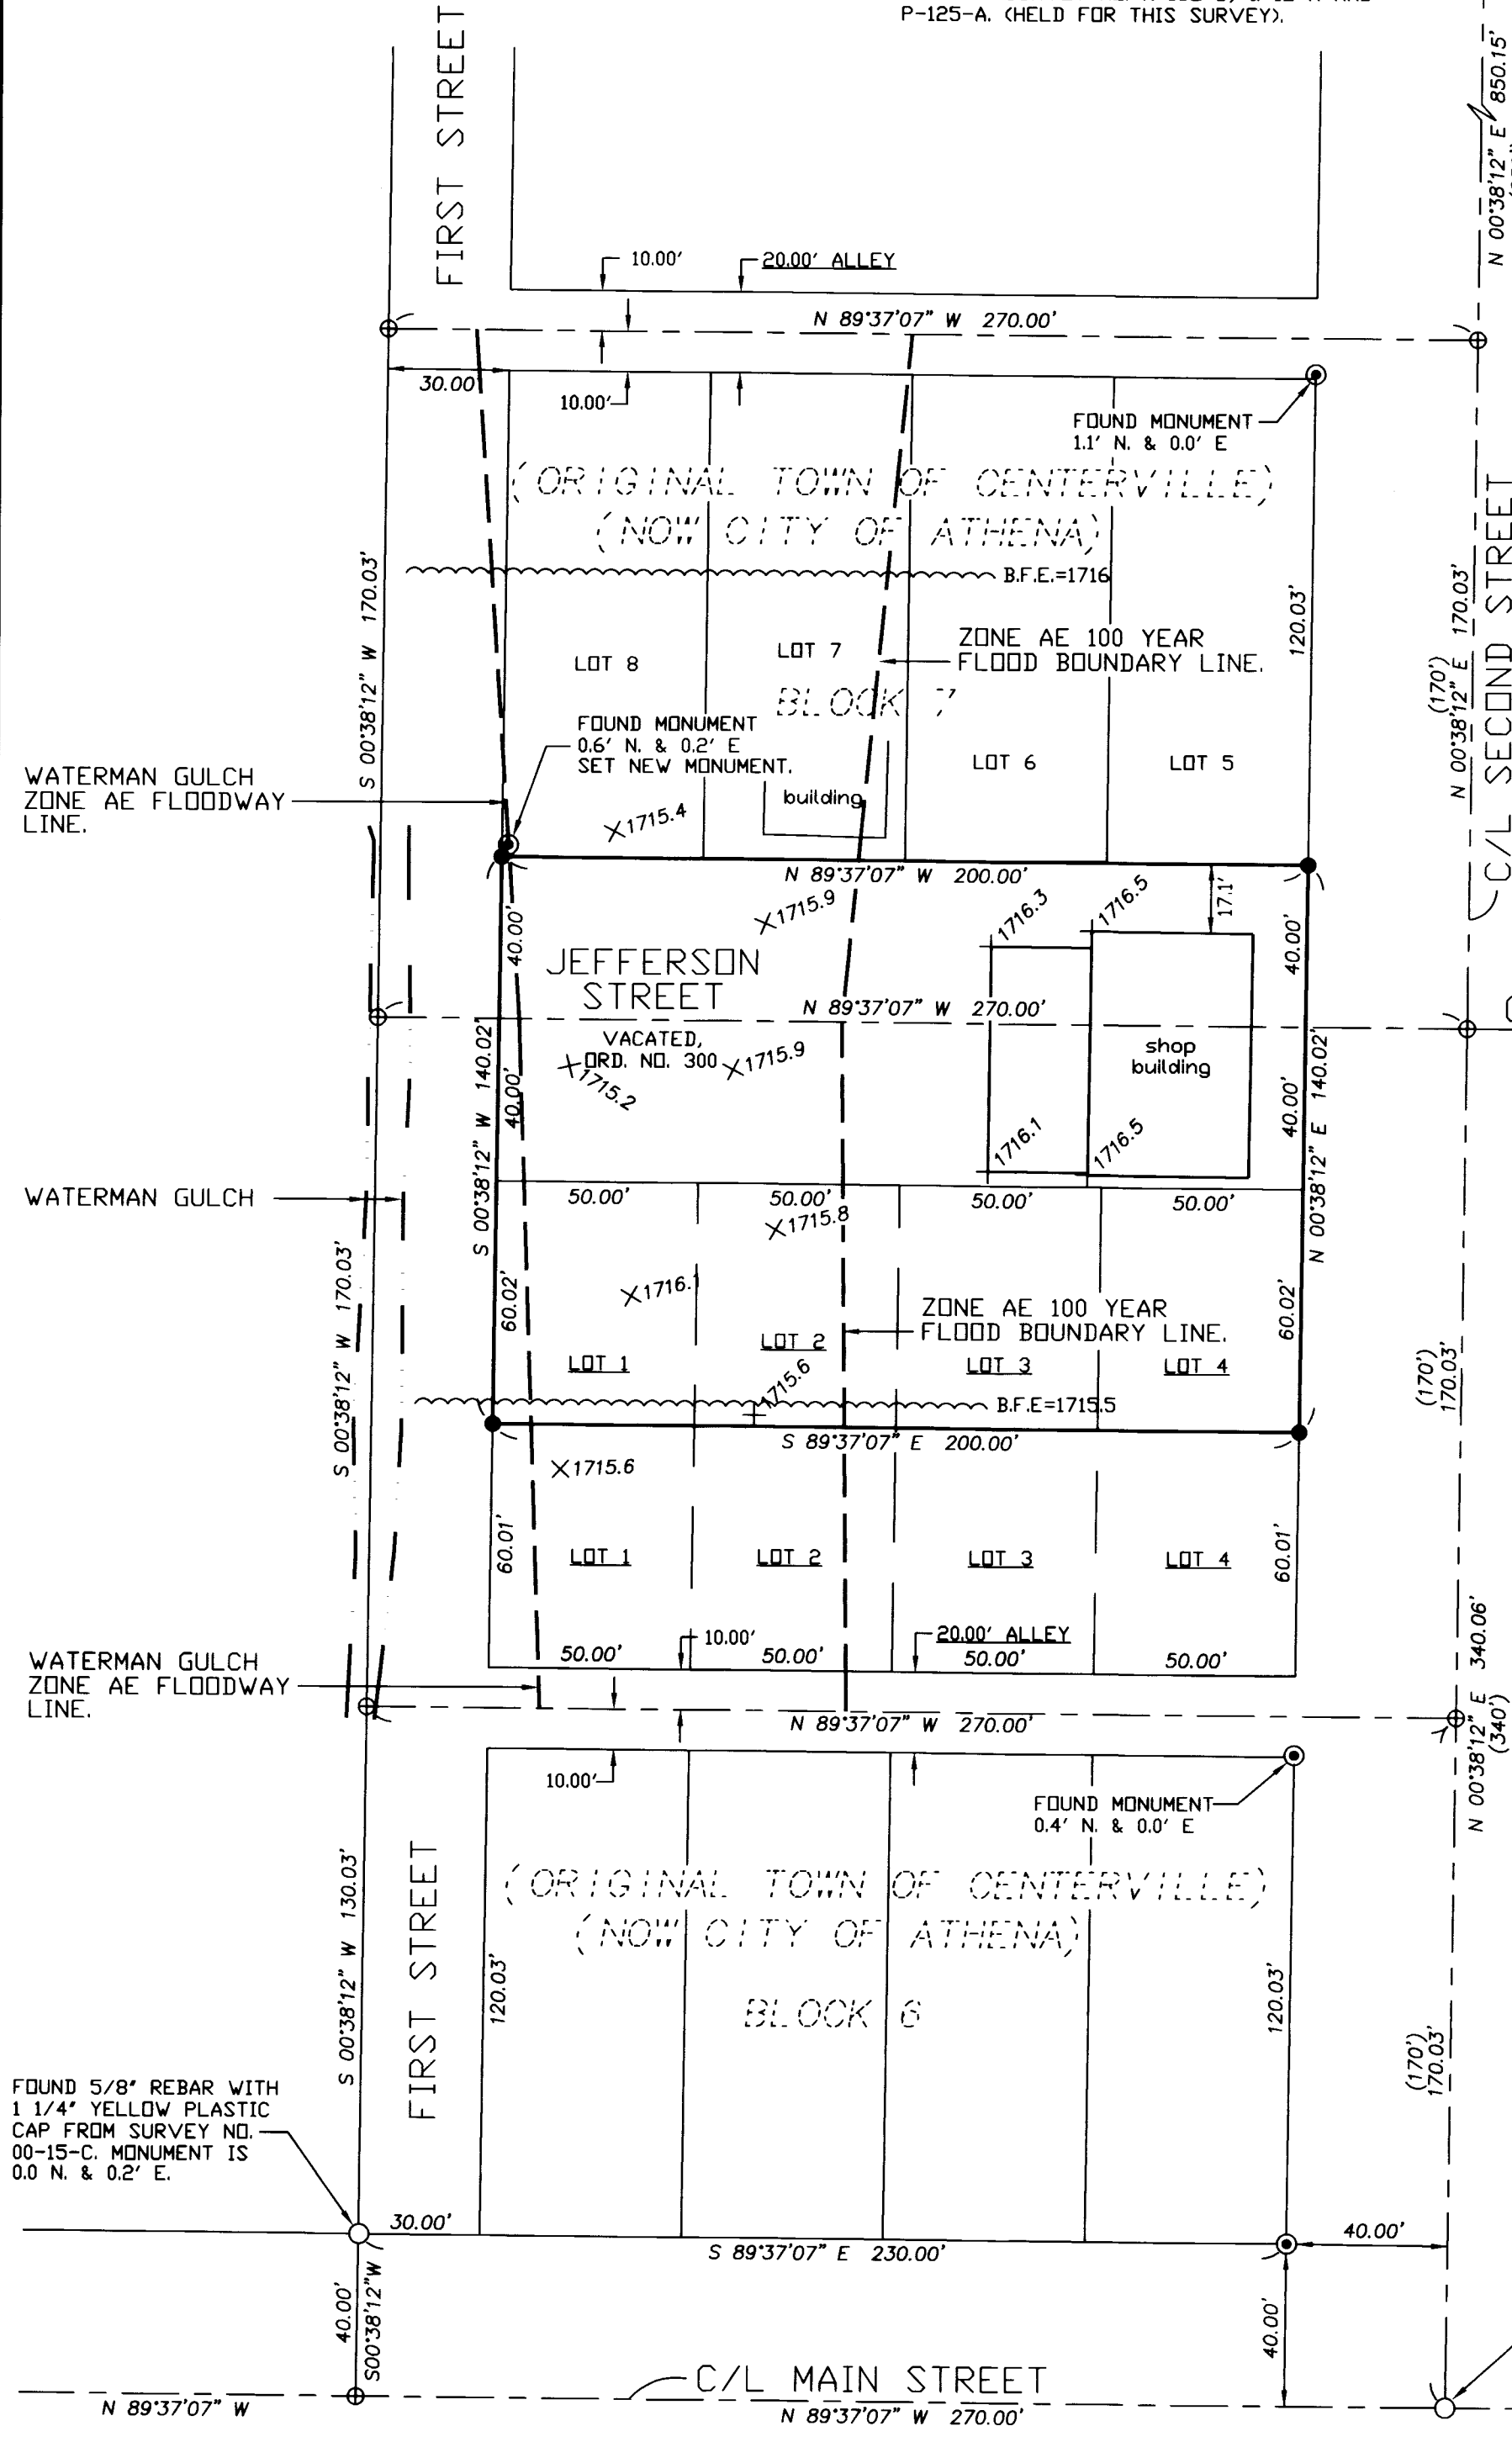 P-125-A. (HELD FOR THIS SURVEY).
FIRST STREET
N 00°38'12" E 850.15'
10.00'
20.00' ALLEY
N 89°37'07" W 270.00'
30.00'
10.00'
FOUND MONUMENT
1.1' N. & 0.0' E
(ORIGINAL TOWN OF CENTERVILLE)
(NOW CITY OF ATHENA)
B.F.E.=1716
S 00°38'12" W 170.03'
120.03'
(170')
N 00°38'12" E 170.03'
C/L SECOND STREET
ZONE AE 100 YEAR
FLOOD BOUNDARY LINE.
LOT 8
LOT 7
BLOCK 7
LOT 6
LOT 5
FOUND MONUMENT
0.6' N. & 0.2' E
SET NEW MONUMENT.
building
WATERMAN GULCH
ZONE AE FLOODWAY
LINE.
1715.4
N 89°37'07" W 200.00'
1715.9
1716.3
1716.5
17.1'
40.00'
40.00'
JEFFERSON
STREET
N 89°37'07" W 270.00'
VACATED,
ORD. NO. 300
1715.9
1715.2
shop
building
40.00'
S 00°38'12" W 140.02'
40.00'
N 00°38'12" E 140.02'
1716.1
1716.5
WATERMAN GULCH
50.00'
50.00'
50.00'
50.00'
1715.8
1716.1
S 00°38'12" W 170.03'
60.02'
60.02'
ZONE AE 100 YEAR
FLOOD BOUNDARY LINE.
LOT 1
LOT 2
LOT 3
LOT 4
1715.6
B.F.E=1715.5
(170')
170.03'
S 89°37'07" E 200.00'
1715.6
60.01'
60.01'
LOT 1
LOT 2
LOT 3
LOT 4
10.00'
20.00' ALLEY
50.00'
50.00'
50.00'
50.00'
WATERMAN GULCH
ZONE AE FLOODWAY
LINE.
N 89°37'07" W 270.00'
N 00°38'12" E 340.06'
(340')
10.00'
FOUND MONUMENT
0.4' N. & 0.0' E
(ORIGINAL TOWN OF CENTERVILLE)
(NOW CITY OF ATHENA)
BLOCK 6
S 00°38'12" W 130.03'
FIRST STREET
120.03'
120.03'
(170')
170.03'
FOUND 5/8" REBAR WITH
1 1/4" YELLOW PLASTIC
CAP FROM SURVEY NO.
00-15-C. MONUMENT IS
0.0 N. & 0.2' E.
30.00'
S 89°37'07" E 230.00'
40.00'
40.00'
S00°38'12"W
40.00'
C/L MAIN STREET
N 89°37'07" W
N 89°37'07" W 270.00'